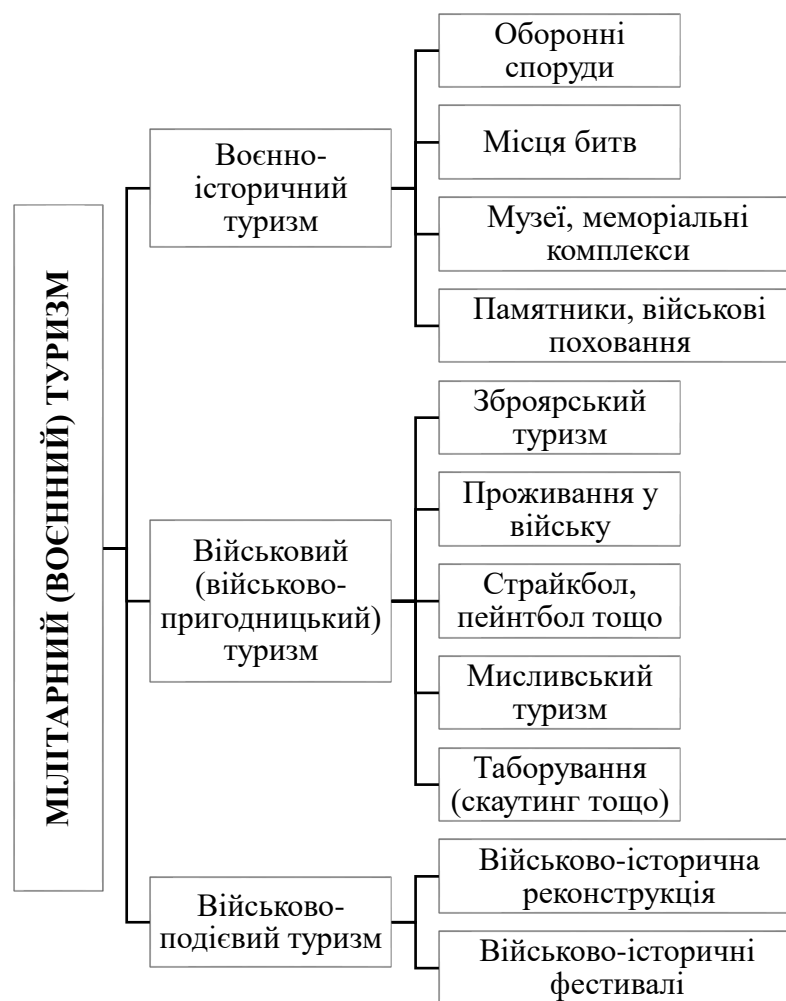 МІЛІТАРНИЙ (ВОЄННИЙ) ТУРИЗМ
Воєнно-
історичний
туризм
Оборонні
споруди
Місця битв
Музеї, меморіальні
комплекси
Памятники, військові
поховання
Військовий
(військово-
пригодницький)
туризм
Зброярський
туризм
Проживання у
війську
Страйкбол,
пейнтбол тощо
Мисливський
туризм
Таборування
(скаутинг тощо)
Військово-
подієвий туризм
Військово-історична
реконструкція
Військово-історичні
фестивалі